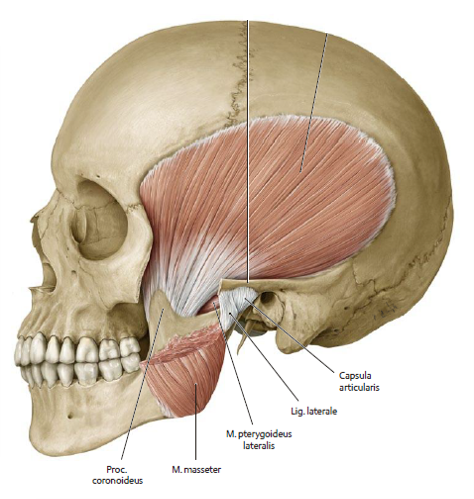 Capsula
articularis
Lig. laterale
M. pterygoideus
lateralis
Proc.
coronoideus
M. masseter